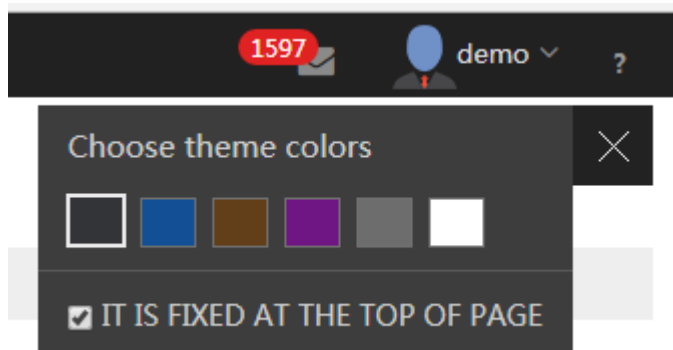 1597
demo
?
Choose theme colors
IT IS FIXED AT THE TOP OF PAGE